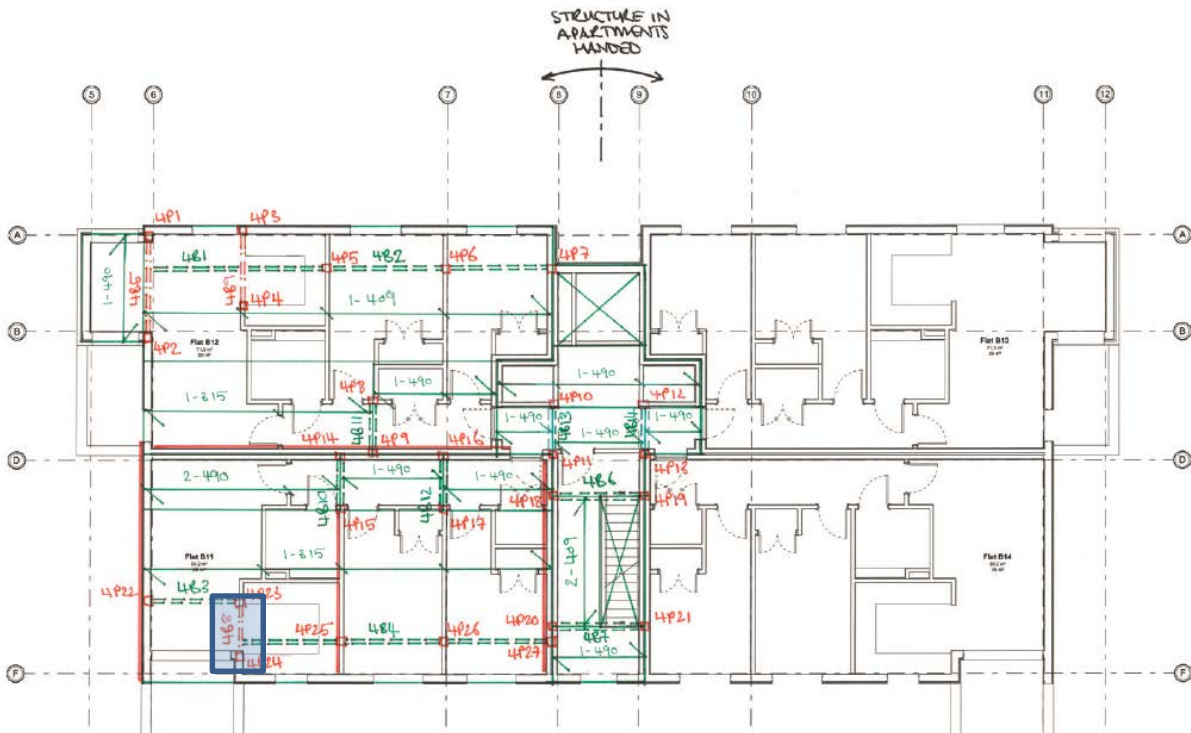 STRUCTURE IN
APARTMENTS
HANDED
5
6
7
8
9
10
11
12
A
A
4P1
4P3
4P7
4B1
4P5
4B2
4P6
1-490
4B5
4B9
4P4
1-409
B
B
4P2
Flat B12
Flat B13
1-490
1-490
4P8
4P10
4P12
1-315
1-490
4B11
4B13
1-490
4B14
1-490
4P14
4P9
4P16
4P11
4P13
D
D
2-490
1-490
1-490
4B6
4B10
4B12
4P18
4P19
4P15
4P17
Flat B11
1-315
2-409
Flat B14
4P22
4B3
4P23
4B8
4P25
4B4
4P26
4P20
4P21
4B7
4P24
4P27
1-490
F
F